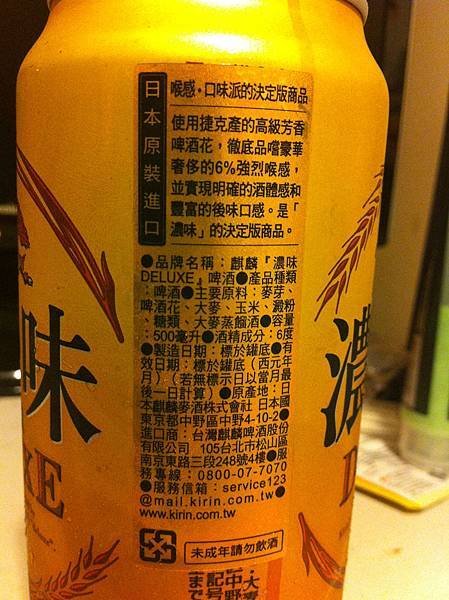 日本原裝進口
喉感・口味派的決定版商品
使用捷克產的高級芳香
啤酒花，徹底品嚐豪華
奢侈的6%強烈喉感，
並實現明確的酒體感和
豐富的後味口感。是「
濃味」的決定版商品。
●品牌名稱：麒麟『濃味
DELUXE』啤酒●產品種類
：啤酒●主要原料：麥芽、
啤酒花、大麥、玉米、澱粉
、糖類、大麥蒸餾酒●容量
：500毫升●酒精成分：6度
●製造日期：標於罐底●有
效日期：標於罐底（西元年
月）（若無標示日以當月最
後一日計算）●原產地：日
本麒麟麥酒株式會社 日本國
東京都中野區中野4-10-2●
進口商：台灣麒麟啤酒股份
有限公司 105台北市松山區
南京東路三段248號4樓●服
務專線：0800-07-7070
●服務信箱：service123
@mail.kirin.com.tw●
www.kirin.com.tw
未成年請勿飲酒
味
濃